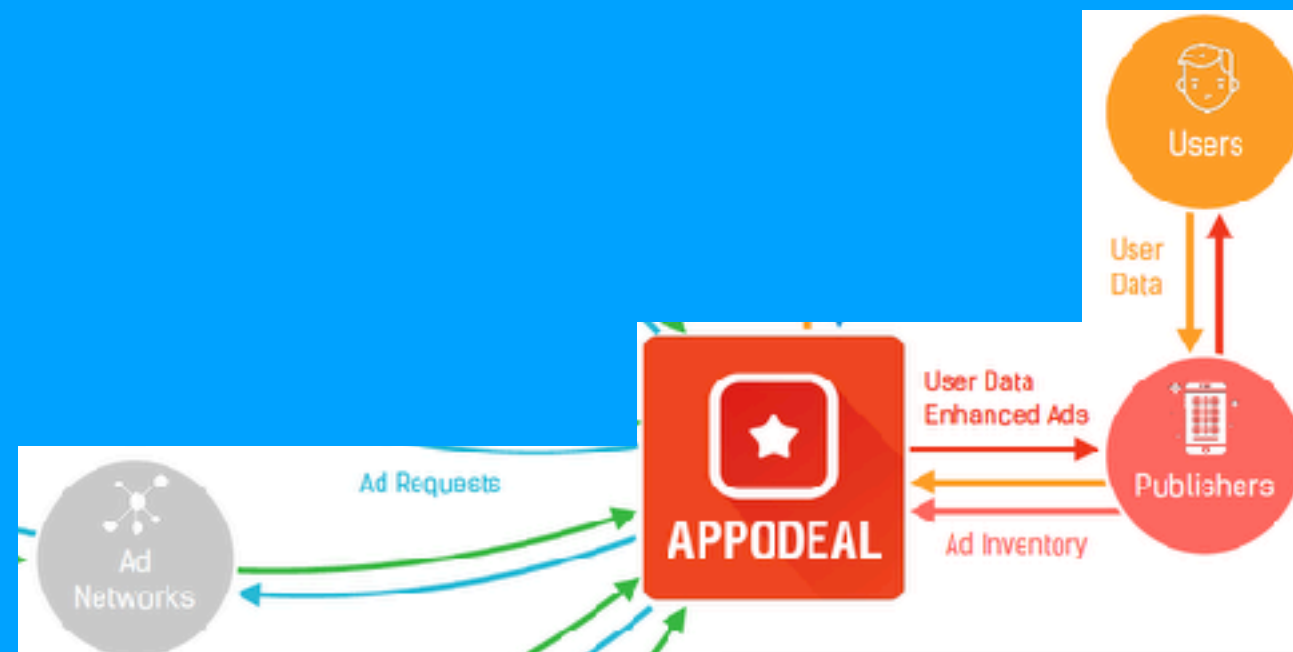 Users
User
Data
User Data
Enhanced Ads
Publishers
Ad Requests
APPODEAL
Ad Inventory
Ad
Networks